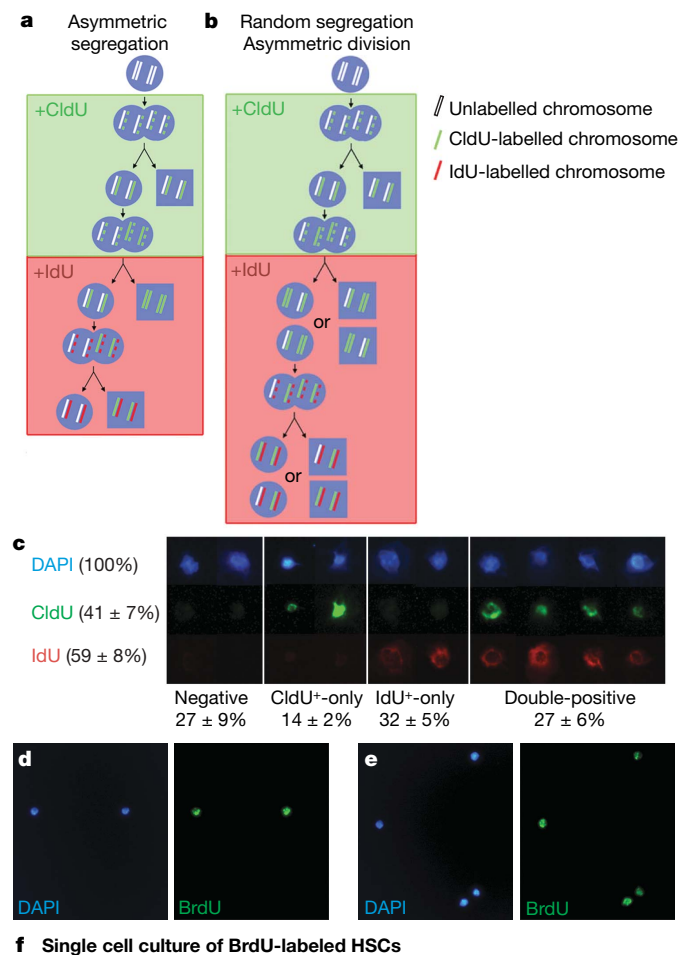 a Asymmetric segregation
b Random segregation Asymmetric division
+CldU
+CldU
Unlabelled chromosome
CldU-labelled chromosome
IdU-labelled chromosome
+IdU
+IdU
or
or
c
DAPI (100%)
CldU (41 ± 7%)
IdU (59 ± 8%)
Negative 27 ± 9%
CldU⁺-only 14 ± 2%
IdU⁺-only 32 ± 5%
Double-positive 27 ± 6%
d
e
DAPI
BrdU
DAPI
BrdU
f Single cell culture of BrdU-labeled HSCs